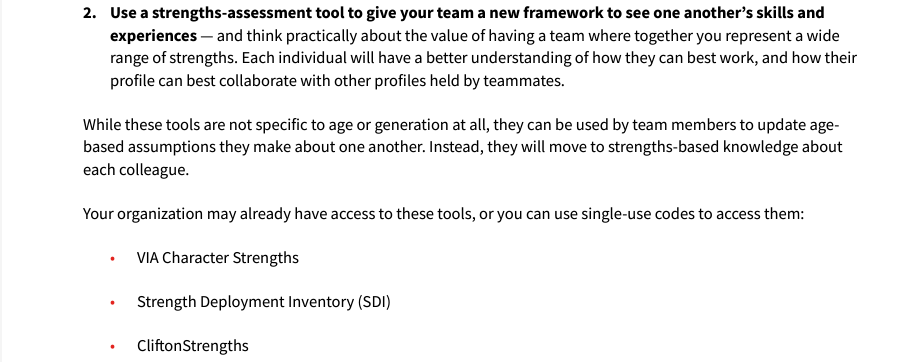 2. Use a strengths-assessment tool to give your team a new framework to see one another’s skills and
experiences — and think practically about the value of having a team where together you represent a wide
range of strengths. Each individual will have a better understanding of how they can best work, and how their
profile can best collaborate with other profiles held by teammates.
While these tools are not specific to age or generation at all, they can be used by team members to update age-
based assumptions they make about one another. Instead, they will move to strengths-based knowledge about
each colleague.
Your organization may already have access to these tools, or you can use single-use codes to access them:
• VIA Character Strengths
• Strength Deployment Inventory (SDI)
• CliftonStrengths